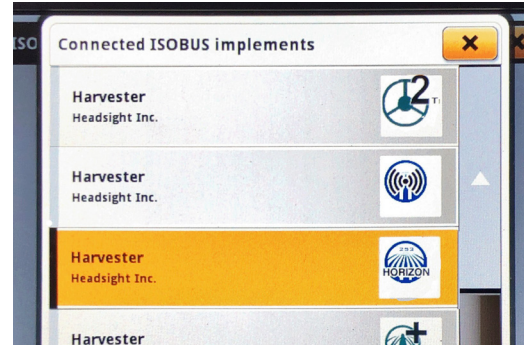 ISO
Connected ISOBUS implements
Harvester
Headsight Inc.
2
Harvester
Headsight Inc.
Harvester
Headsight Inc.
253
HORIZON
Harvester